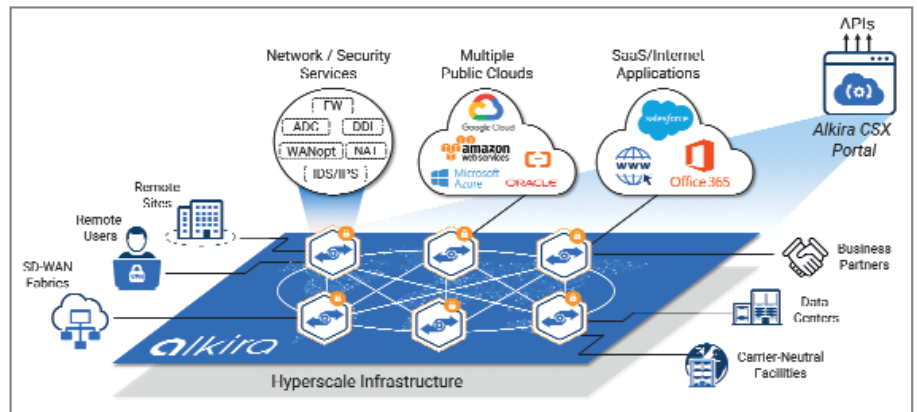 APIs
Network / Security
Services
Multiple
Public Clouds
SaaS/Internet
Applications
Alkira CSX
Portal
FW
ADC
DDI
WANopt
NAT
IDS/IPS
Google Cloud
amazon
webservices
Microsoft
Azure
ORACLE
salesforce
www
Office 365
Remote
Sites
Remote
Users
VPN
SD-WAN
Fabrics
Business
Partners
Data
Centers
Carrier-Neutral
Facilities
alkira
Hyperscale Infrastructure